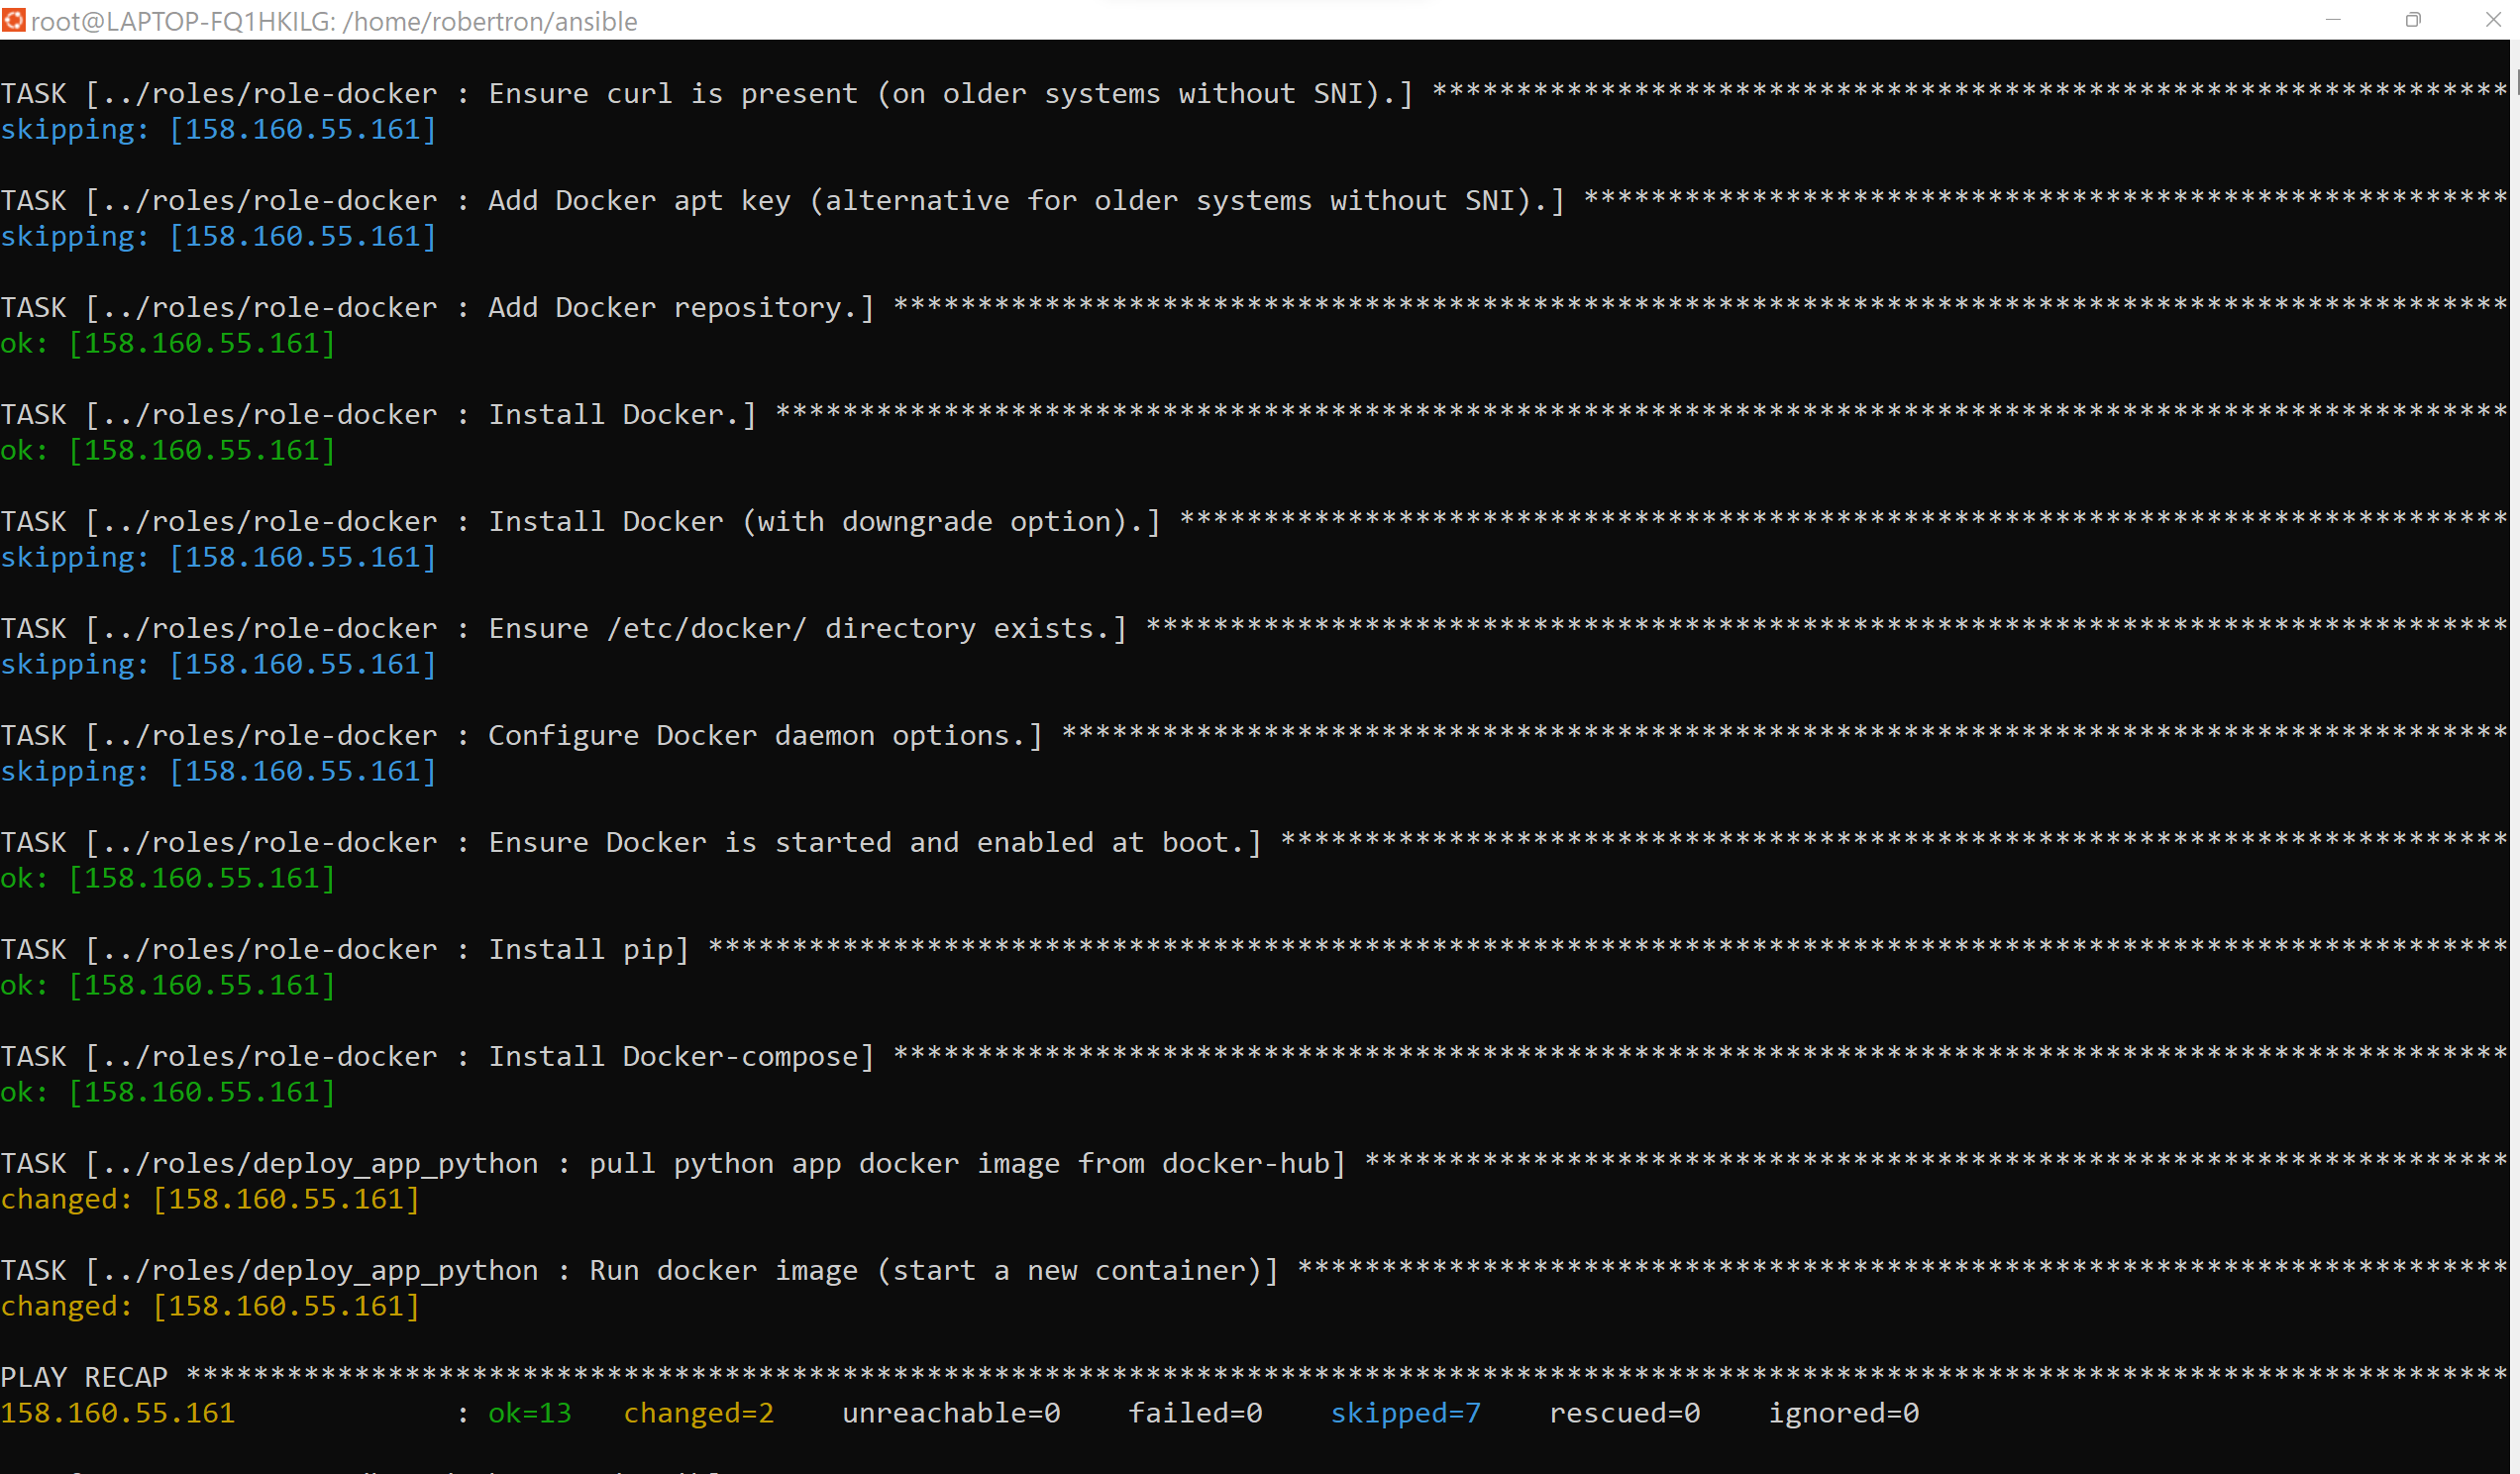 root@LAPTOP-FQ1HKILG: /home/robertron/ansible
TASK [../roles/role-docker : Ensure curl is present (on older systems without SNI).] ****************************************************************
skipping: [158.160.55.161]
TASK [../roles/role-docker : Add Docker apt key (alternative for older systems without SNI).] *******************************************************
skipping: [158.160.55.161]
TASK [../roles/role-docker : Add Docker repository.] ************************************************************************************************
ok: [158.160.55.161]
TASK [../roles/role-docker : Install Docker.] *******************************************************************************************************
ok: [158.160.55.161]
TASK [../roles/role-docker : Install Docker (with downgrade option).] *******************************************************************************
skipping: [158.160.55.161]
TASK [../roles/role-docker : Ensure /etc/docker/ directory exists.] *********************************************************************************
skipping: [158.160.55.161]
TASK [../roles/role-docker : Configure Docker daemon options.] **************************************************************************************
skipping: [158.160.55.161]
TASK [../roles/role-docker : Ensure Docker is started and enabled at boot.] *************************************************************************
ok: [158.160.55.161]
TASK [../roles/role-docker : Install pip] ***********************************************************************************************************
ok: [158.160.55.161]
TASK [../roles/role-docker : Install Docker-compose] ************************************************************************************************
ok: [158.160.55.161]
TASK [../roles/deploy_app_python : pull python app docker image from docker-hub] ********************************************************************
changed: [158.160.55.161]
TASK [../roles/deploy_app_python : Run docker image (start a new container)] ************************************************************************
changed: [158.160.55.161]
PLAY RECAP ******************************************************************************************************************************************
158.160.55.161 : ok=13 changed=2 unreachable=0 failed=0 skipped=7 rescued=0 ignored=0